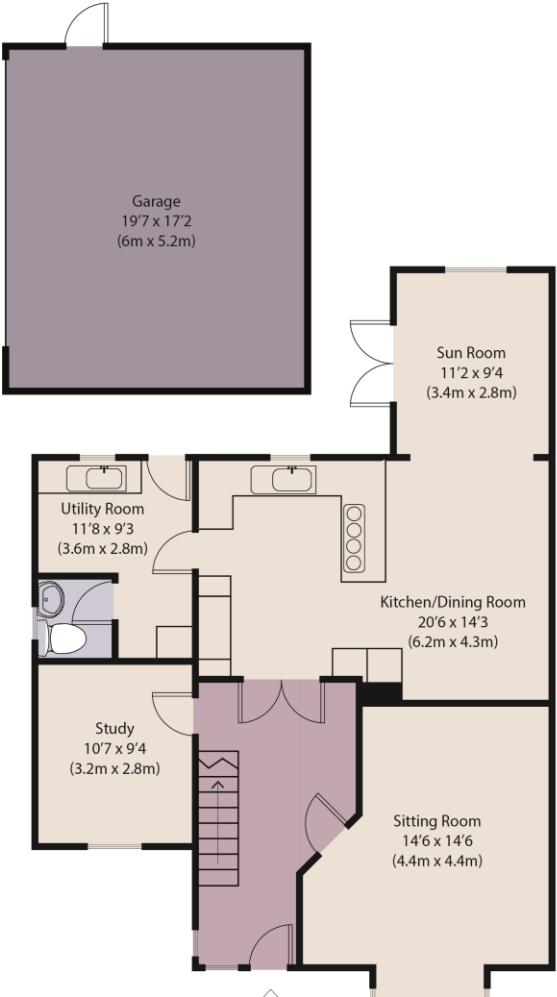 Garage
19'7 x 17'2
(6m x 5.2m)
Sun Room
11'2 x 9'4
(3.4m x 2.8m)
Utility Room
11'8 x 9'3
(3.6m x 2.8m)
Kitchen/Dining Room
20'6 x 14'3
(6.2m x 4.3m)
Study
10'7 x 9'4
(3.2m x 2.8m)
Sitting Room
14'6 x 14'6
(4.4m x 4.4m)